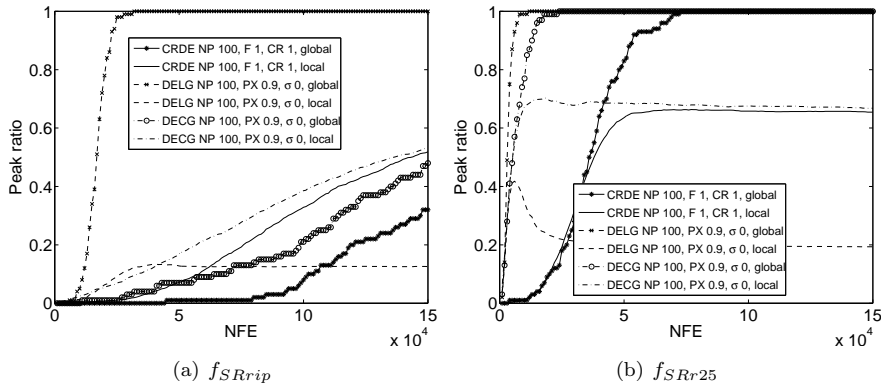 1
0.8
0.6
0.4
0.2
0
Peak ratio
CRDE NP 100, F 1, CR 1, global
CRDE NP 100, F 1, CR 1, local
DELG NP 100, PX 0.9, σ 0, global
DELG NP 100, PX 0.9, σ 0, local
DECG NP 100, PX 0.9, σ 0, global
DECG NP 100, PX 0.9, σ 0, local
0 5 10 15
NFE
x 10^4
(a) f_{SRrip}
1
0.8
0.6
0.4
0.2
0
Peak ratio
CRDE NP 100, F 1, CR 1, global
CRDE NP 100, F 1, CR 1, local
DELG NP 100, PX 0.9, σ 0, global
DELG NP 100, PX 0.9, σ 0, local
DECG NP 100, PX 0.9, σ 0, global
DECG NP 100, PX 0.9, σ 0, local
0 5 10 15
NFE
x 10^4
(b) f_{SRr25}